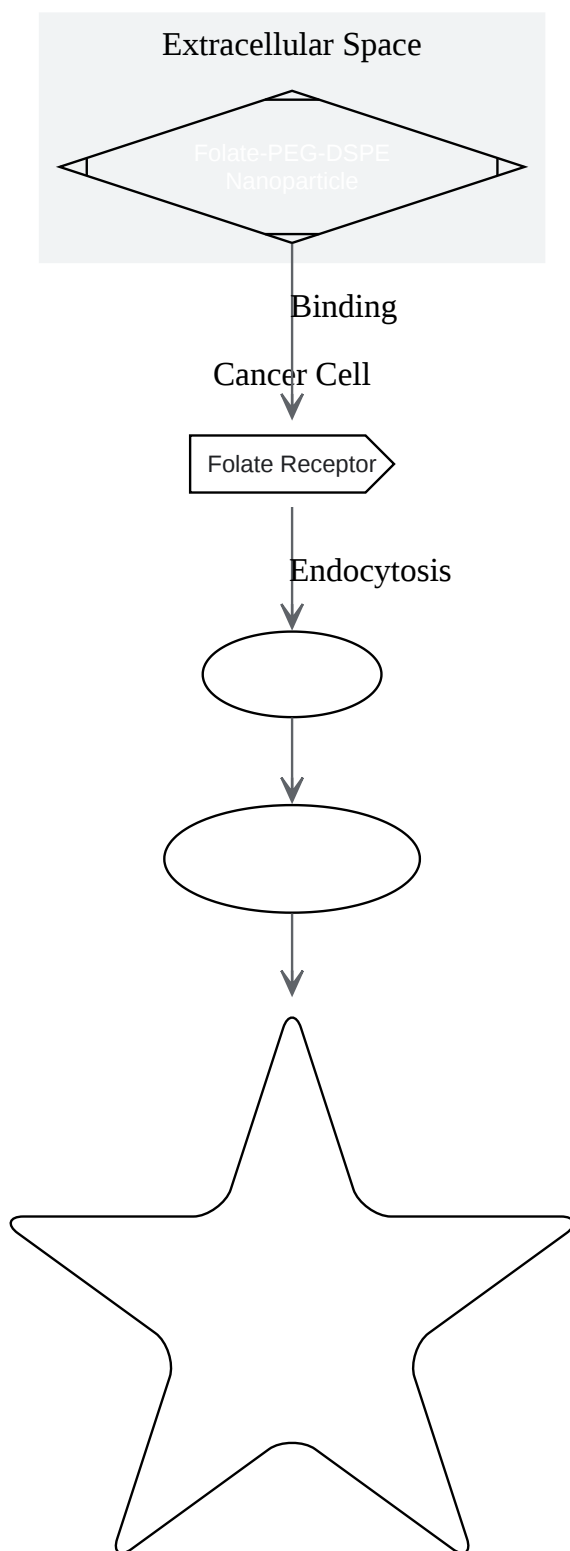 Extracellular Space
Folate-PEG-DSPE
Nanoparticle
Binding
Cancer Cell
Folate Receptor
Endocytosis